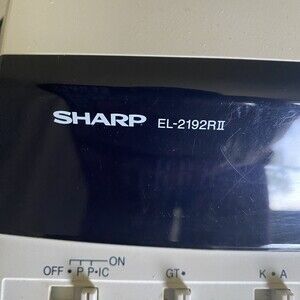 SHARP EL-2192RII
ON
OFF • P P•IC GT• K • A